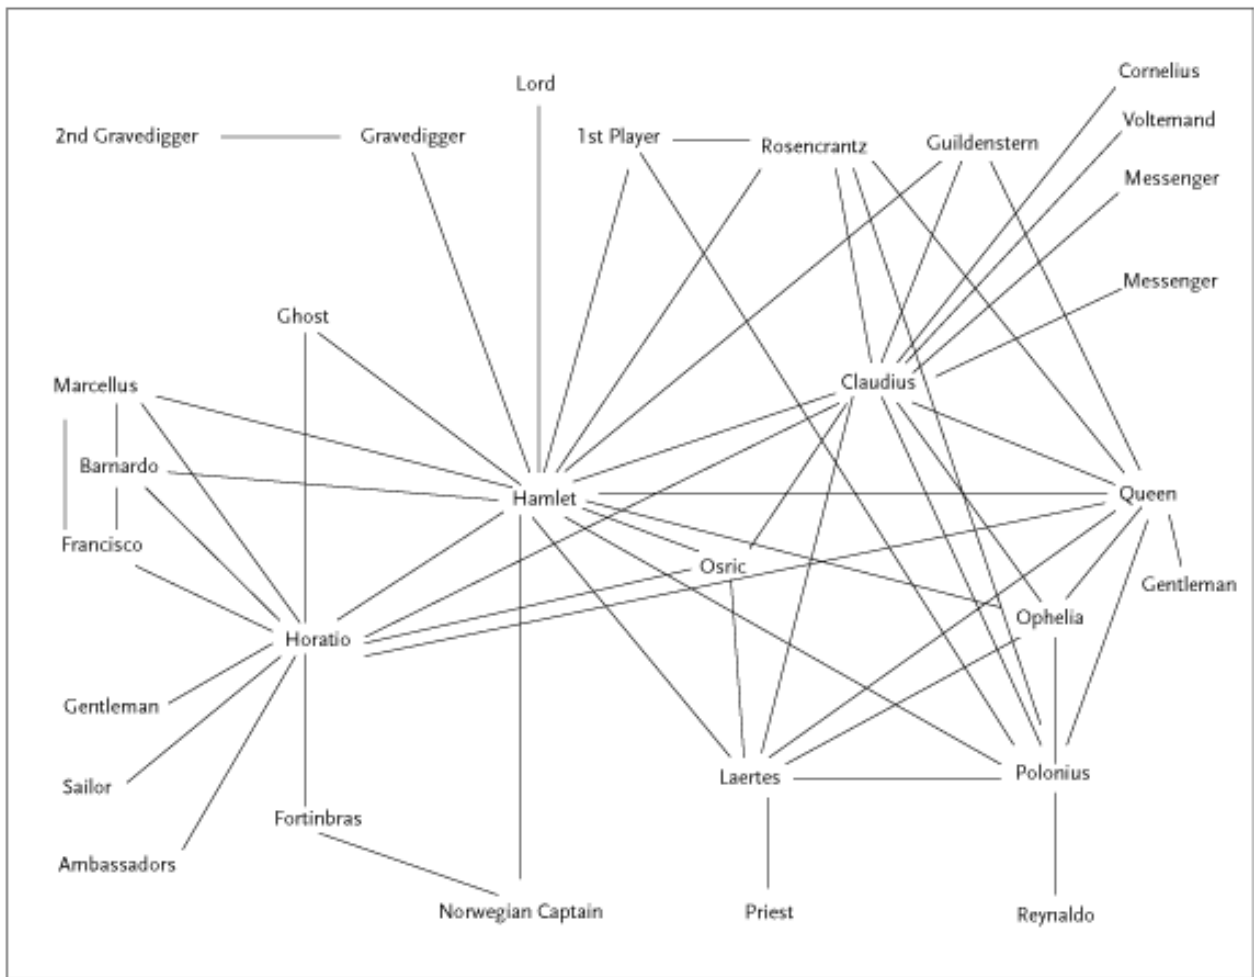 Cornelius
Lord
Voltemand
2nd Gravedigger
Gravedigger
1st Player
Rosencrantz
Guildenstern
Messenger
Messenger
Ghost
Marcellus
Claudius
Barnardo
Hamlet
Queen
Francisco
Osric
Gentleman
Ophelia
Horatio
Gentleman
Laertes
Polonius
Sailor
Fortinbras
Ambassadors
Norwegian Captain
Priest
Reynaldo